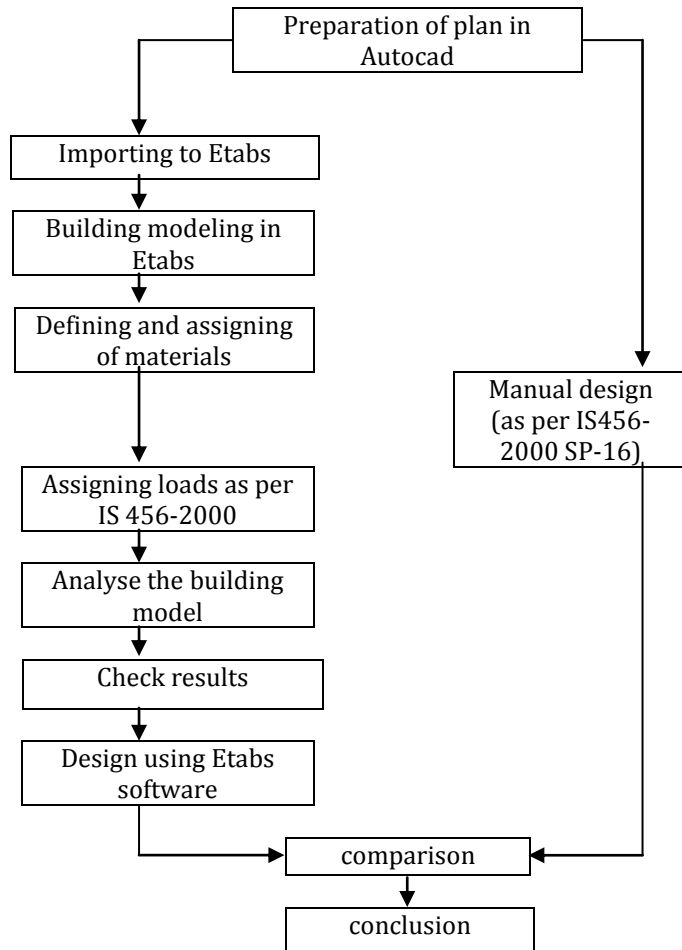 Preparation of plan in
Autocad
Importing to Etabs
Building modeling in
Etabs
Defining and assigning
of materials
Manual design
(as per IS456-
2000 SP-16)
Assigning loads as per
IS 456-2000
Analyse the building
model
Check results
Design using Etabs
software
comparison
conclusion